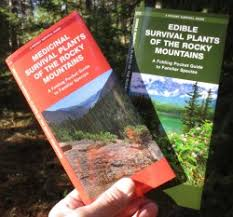 MEDICINAL
SURVIVAL PLANTS
OF THE ROCKY
MOUNTAINS
A Folding Pocket Guide
to Familiar Species
EDIBLE
SURVIVAL PLANTS
OF THE ROCKY
MOUNTAINS
A Folding Pocket Guide
to Familiar Species